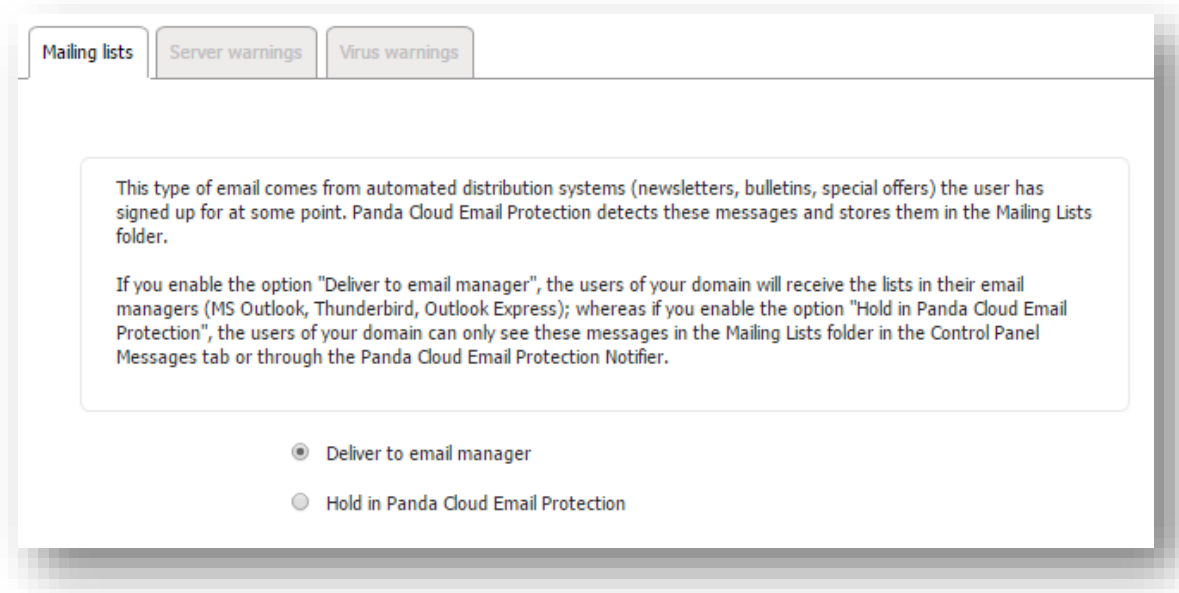 Mailing lists
Server warnings
Virus warnings
This type of email comes from automated distribution systems (newsletters, bulletins, special offers) the user has
signed up for at some point. Panda Cloud Email Protection detects these messages and stores them in the Mailing Lists
folder.
If you enable the option "Deliver to email manager", the users of your domain will receive the lists in their email
managers (MS Outlook, Thunderbird, Outlook Express); whereas if you enable the option "Hold in Panda Cloud Email
Protection", the users of your domain can only see these messages in the Mailing Lists folder in the Control Panel
Messages tab or through the Panda Cloud Email Protection Notifier.
Deliver to email manager
Hold in Panda Cloud Email Protection